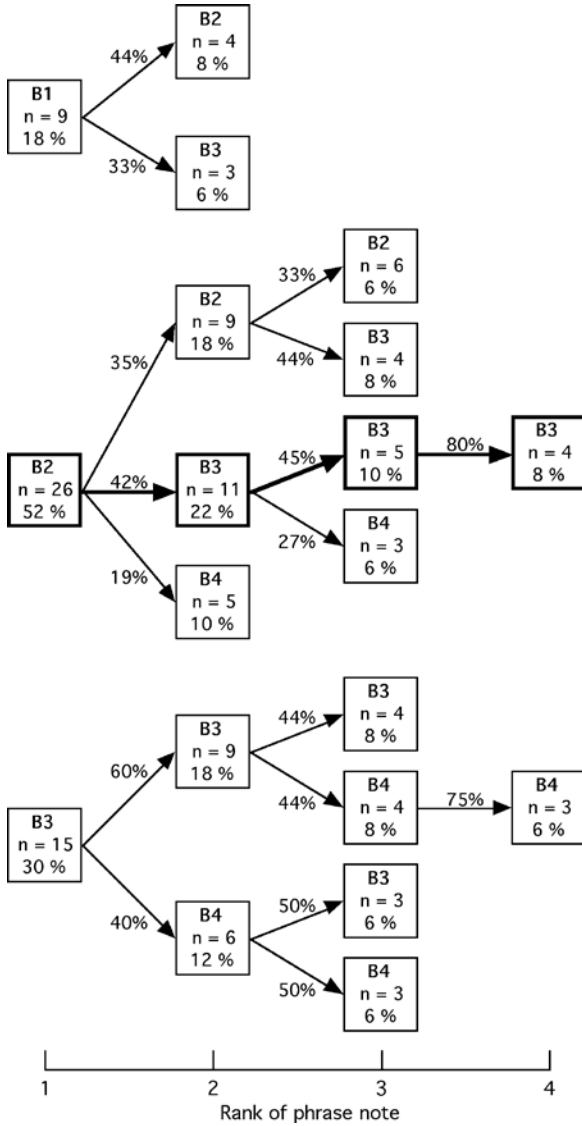 B1
n = 9
18 %
44%
33%
B2
n = 4
8 %
B3
n = 3
6 %
B2
n = 26
52 %
35%
42%
19%
B2
n = 9
18 %
33%
44%
B2
n = 6
6 %
B3
n = 4
8 %
B3
n = 11
22 %
45%
27%
B3
n = 5
10 %
80%
B3
n = 4
8 %
B4
n = 3
6 %
B4
n = 5
10 %
B3
n = 15
30 %
60%
40%
B3
n = 9
18 %
44%
44%
B3
n = 4
8 %
B4
n = 4
8 %
75%
B4
n = 3
6 %
B4
n = 6
12 %
50%
50%
B3
n = 3
6 %
B4
n = 3
6 %
1 2 3 4
Rank of phrase note